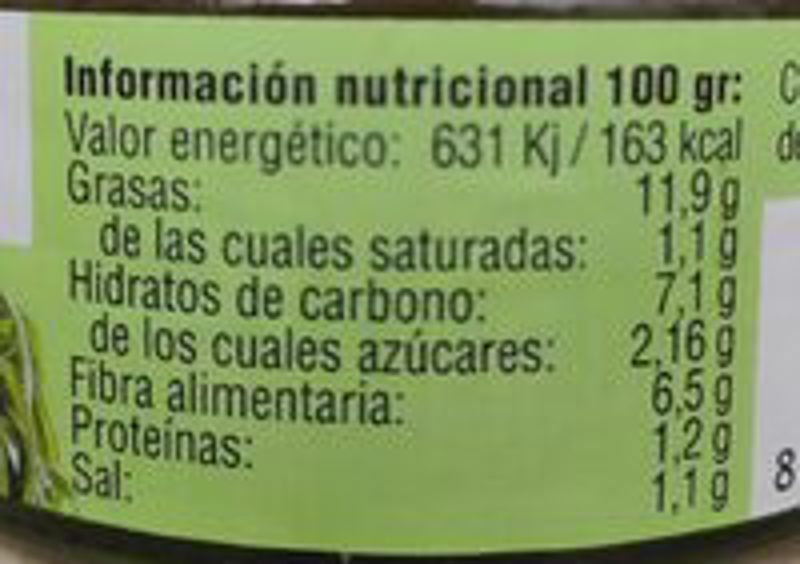 Información nutricional 100 gr:
Valor energético: 631 Kj / 163 kcal
Grasas: 11,9 g
de las cuales saturadas: 1,1 g
Hidratos de carbono: 7,1 g
de los cuales azúcares: 2,16 g
Fibra alimentaria: 6,5 g
Proteínas: 1,2 g
Sal: 1,1 g
8